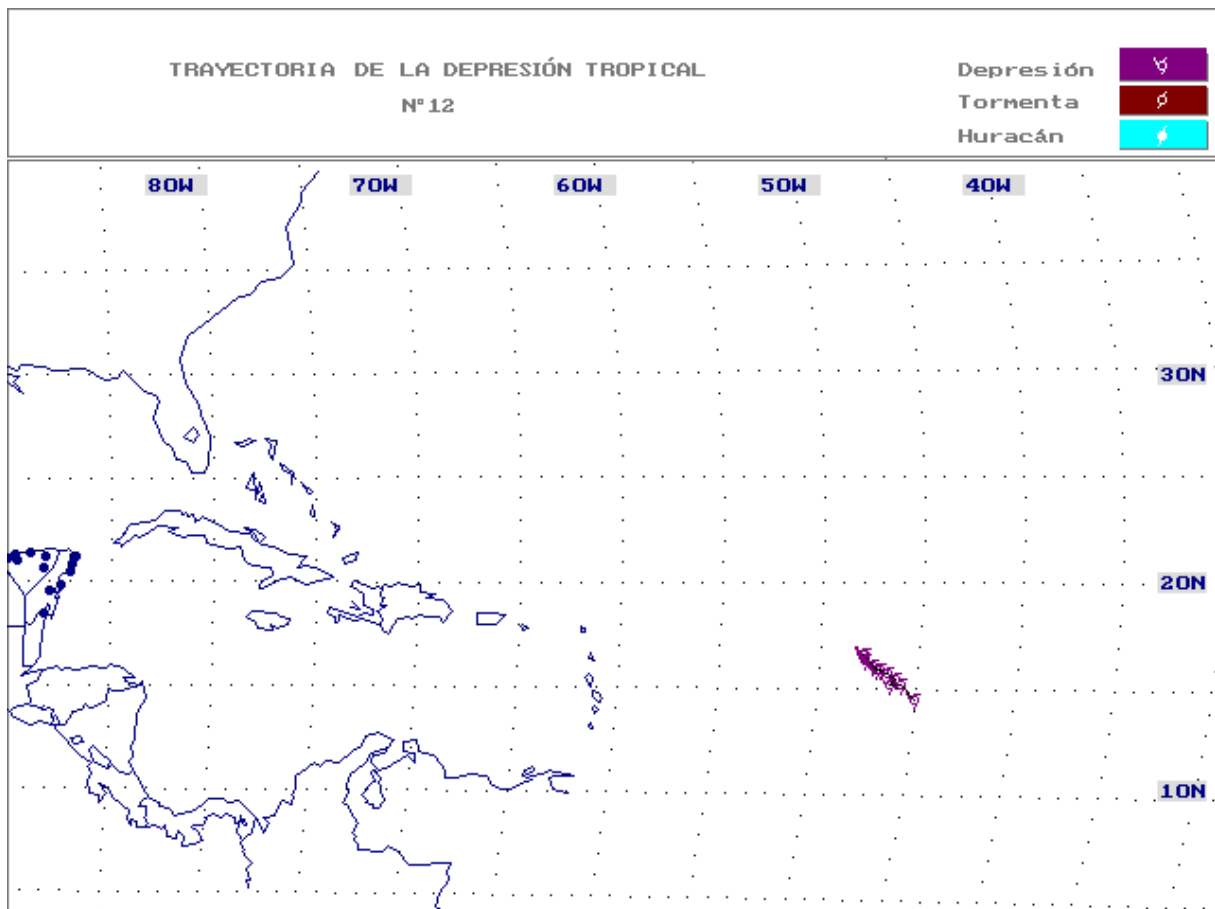 TRAYECTORIA DE LA DEPRESIÓN TROPICAL
Nº12
Depresión
Tormenta
Huracán
80W 70W 60W 50W 40W
30N
20N
10N